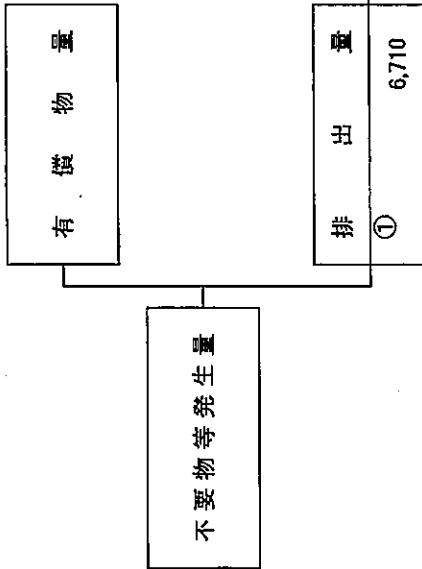 不要物等発生量
有償物量
排出量
①
6,710